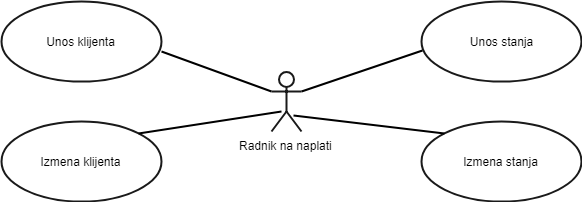 Unos klijenta
Unos stanja
Radnik na naplati
Izmena klijenta
Izmena stanja